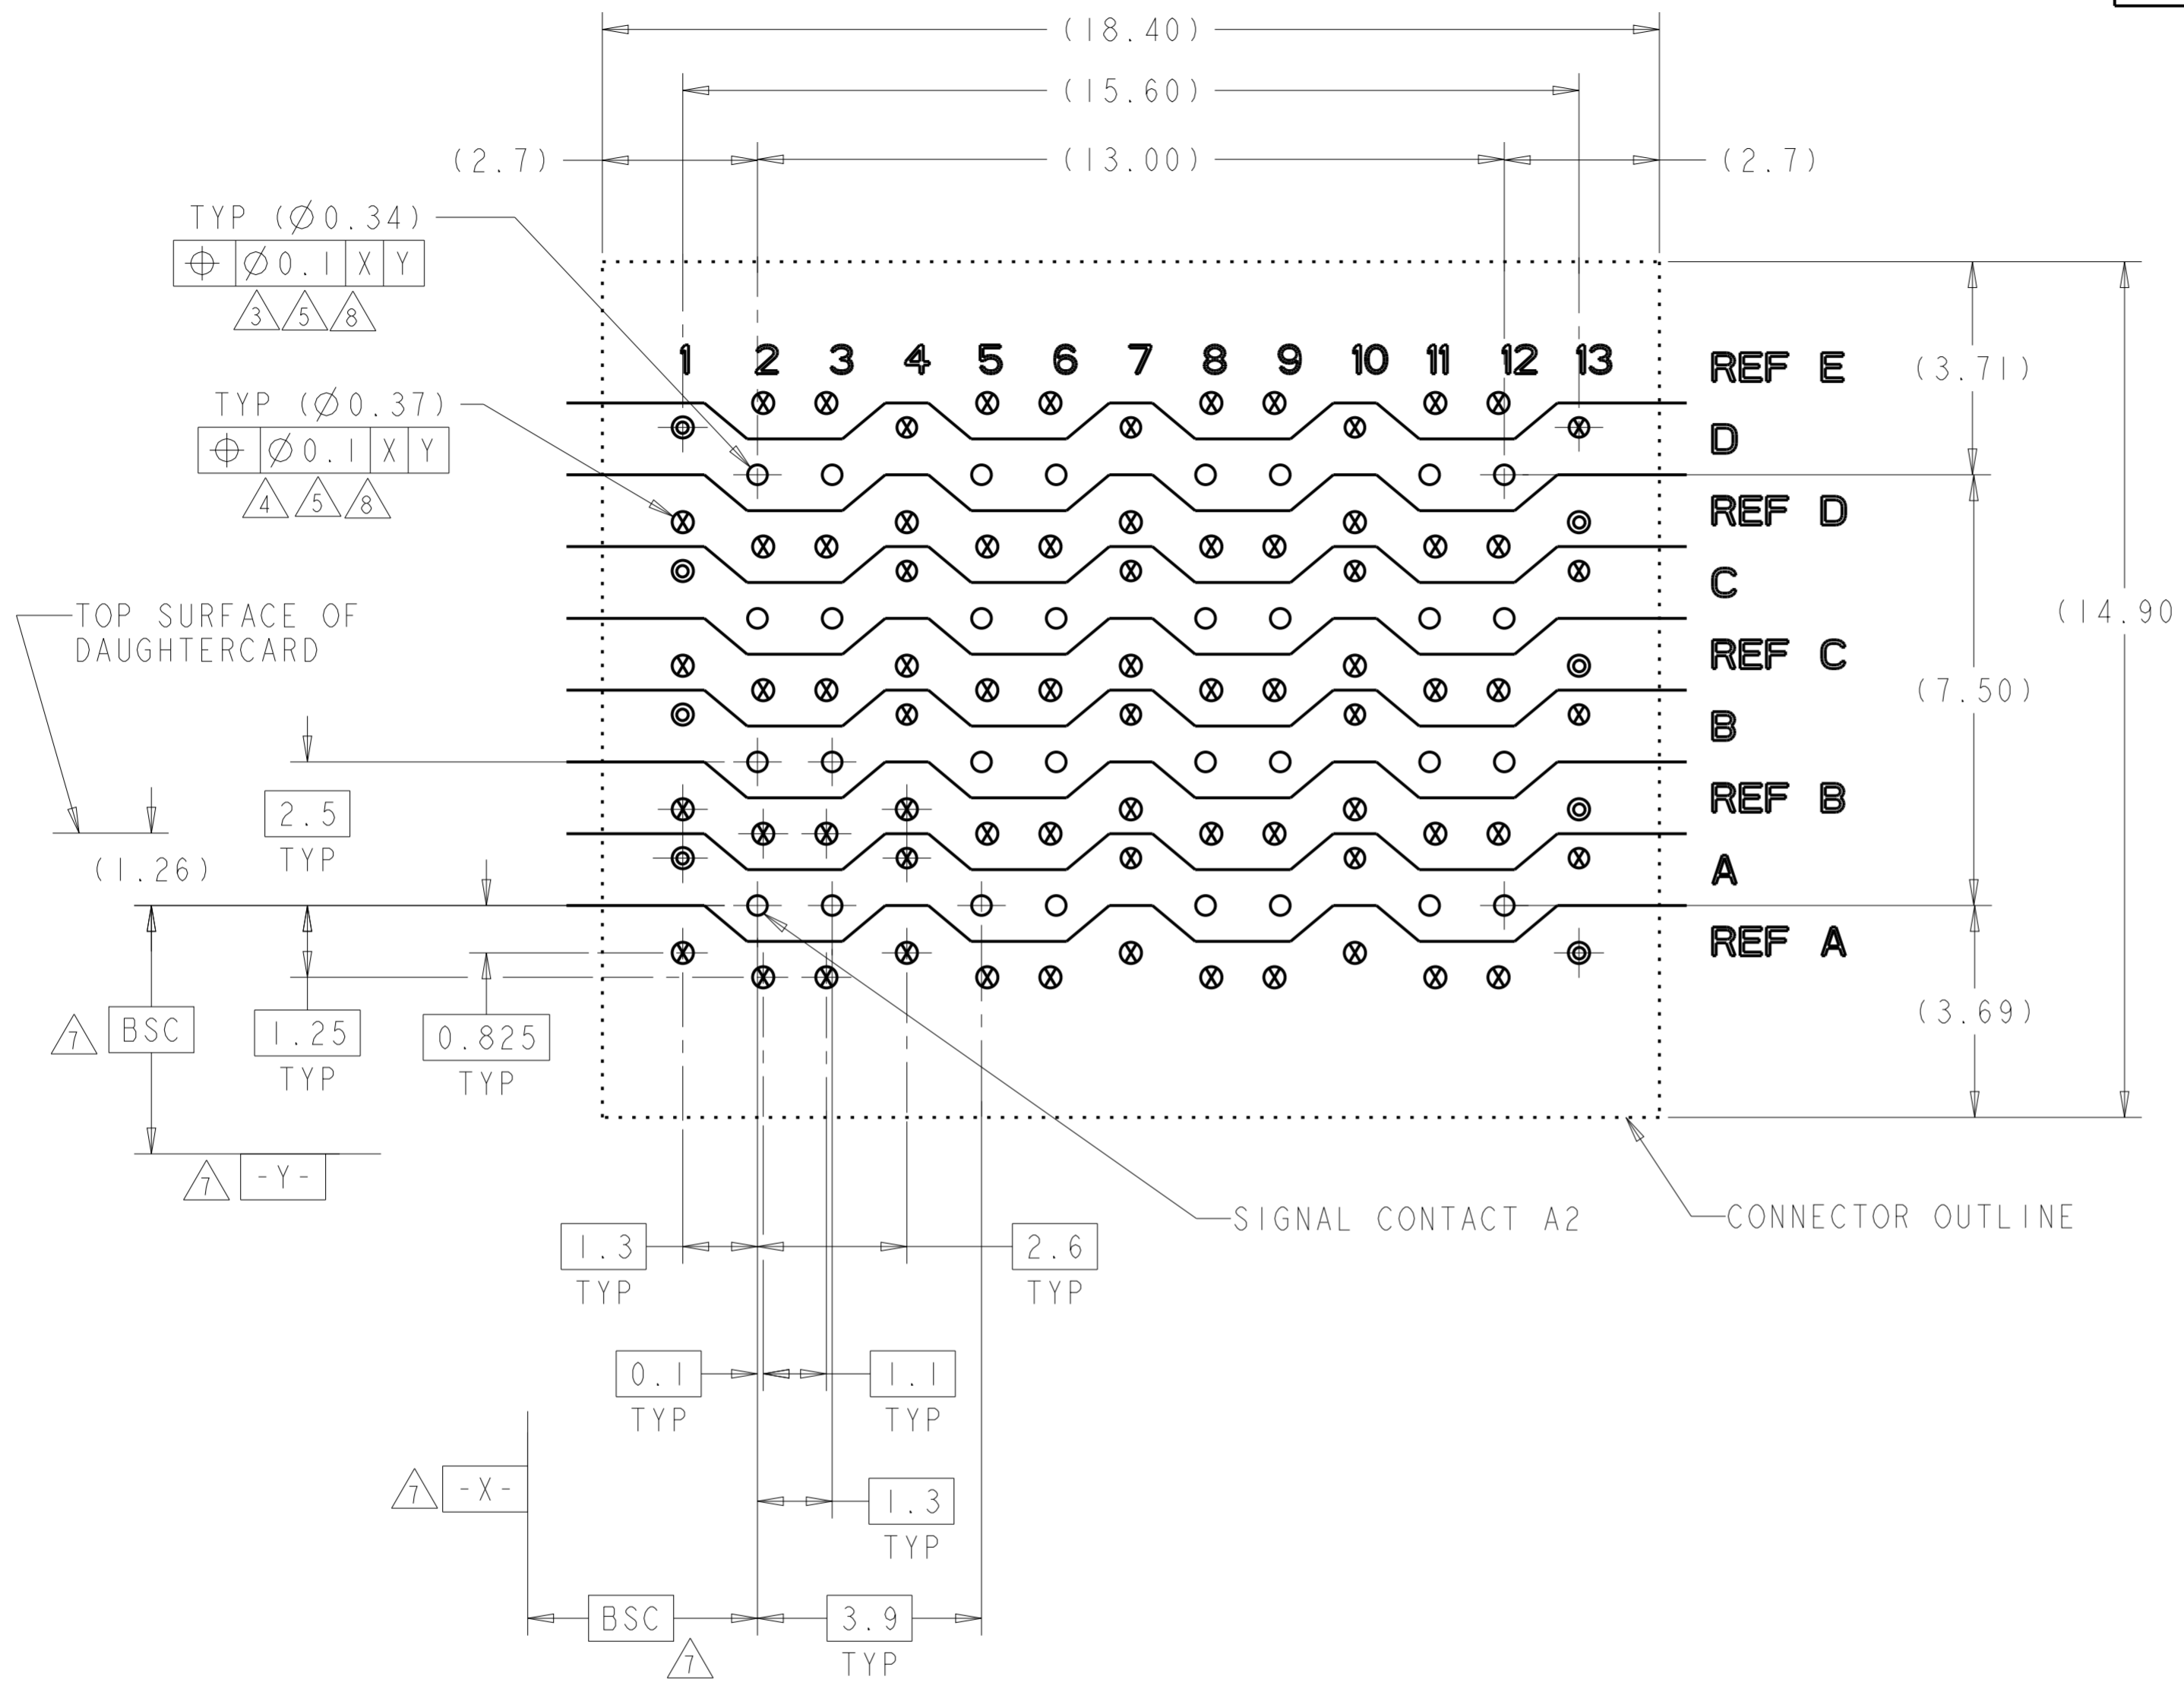 (18.40)
(15.60)
(2.7)
(13.00)
(2.7)
TYP (Ø0.34)
⌖ Ø0.1 X Y
3 5 8
TYP (Ø0.37)
⌖ Ø0.1 X Y
4 5 8
1 2 3 4 5 6 7 8 9 10 11 12 13
REF E
D
REF D
C
REF C
B
REF B
A
REF A
(3.71)
(14.90
(7.50)
(3.69)
TOP SURFACE OF
DAUGHTERCARD
2.5
TYP
(1.26)
7 BSC
1.25
TYP
0.825
TYP
7 -Y-
SIGNAL CONTACT A2
CONNECTOR OUTLINE
1.3
TYP
2.6
TYP
0.1
TYP
1.1
TYP
7 -X-
1.3
TYP
BSC
7
3.9
TYP